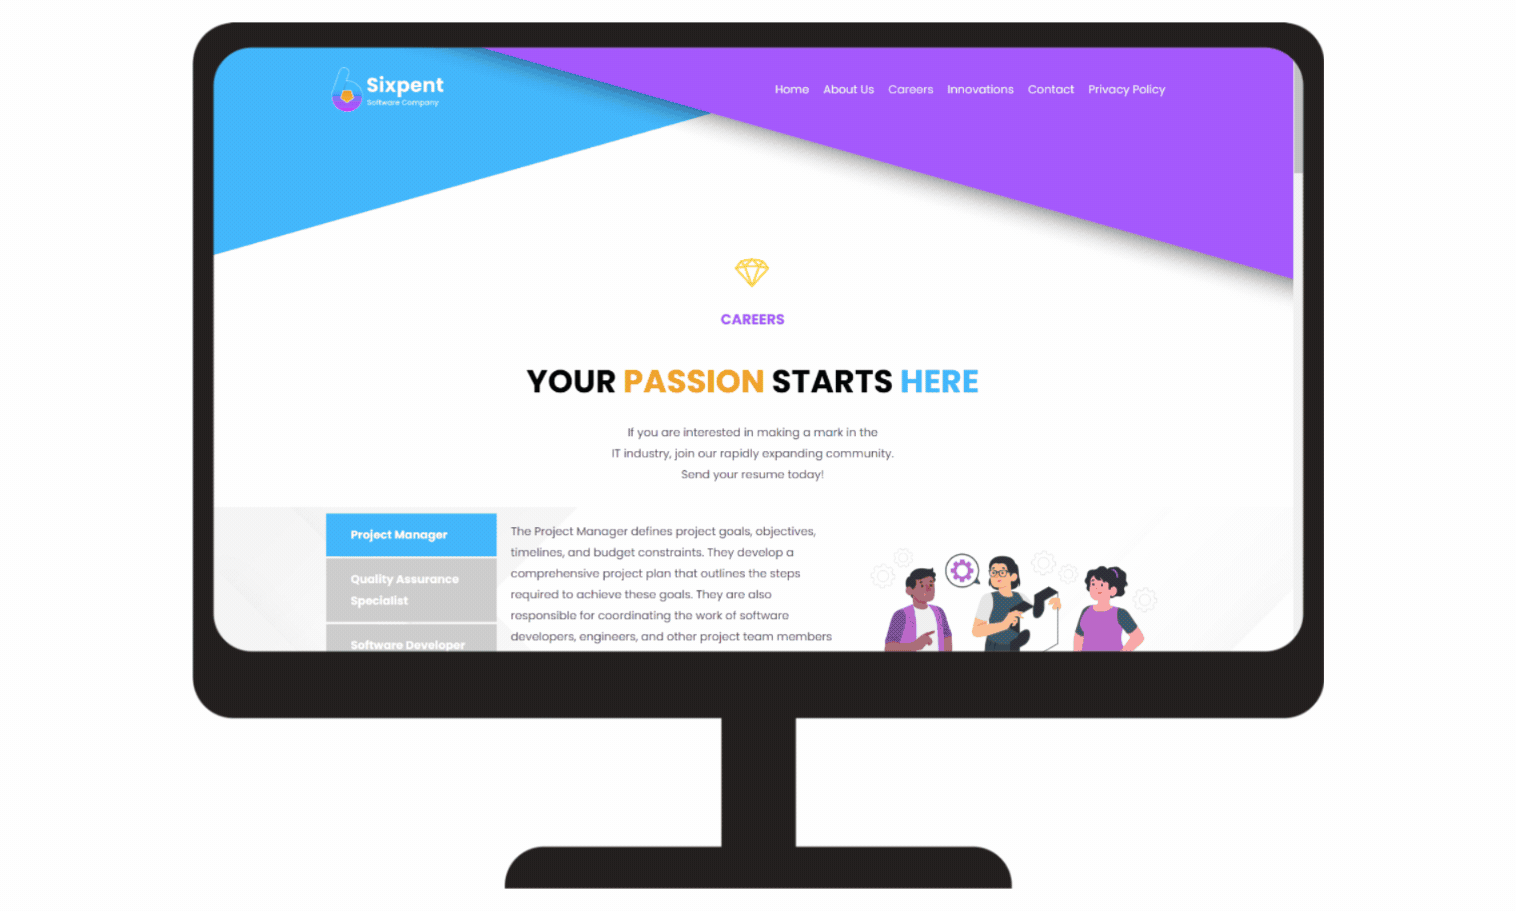 Sixpent
Software Company
Home About Us Careers Innovations Contact Privacy Policy
CAREERS
YOUR PASSION STARTS HERE
If you are interested in making a mark in the
IT industry, join our rapidly expanding community.
Send your resume today!
Project Manager
Quality Assurance
Specialist
Software Developer
The Project Manager defines project goals, objectives,
timelines, and budget constraints. They develop a
comprehensive project plan that outlines the steps
required to achieve these goals. They are also
responsible for coordinating the work of software
developers, engineers, and other project team members